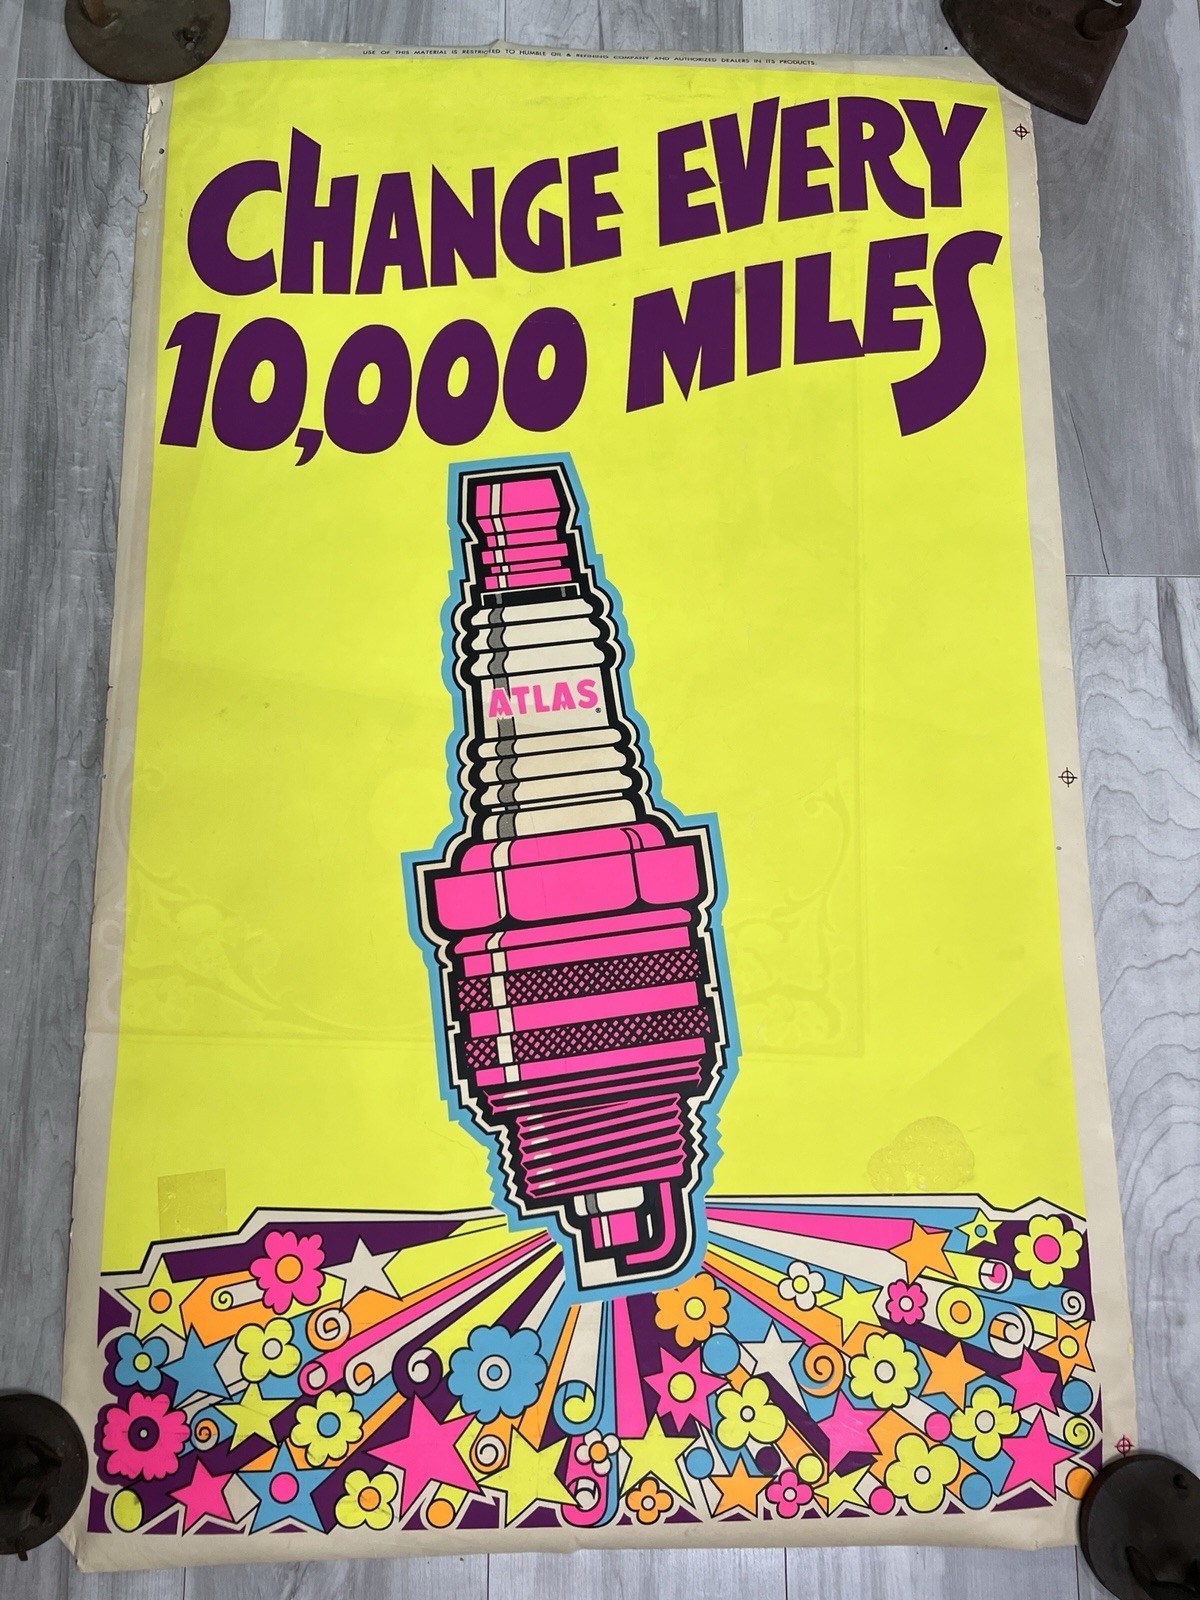 USE OF THIS MATERIAL IS RESTRICTED TO HUMBLE OIL & REFINING COMPANY AND AUTHORIZED DEALERS IN ITS PRODUCTS.
CHANGE EVERY
10,000 MILES
ATLAS®